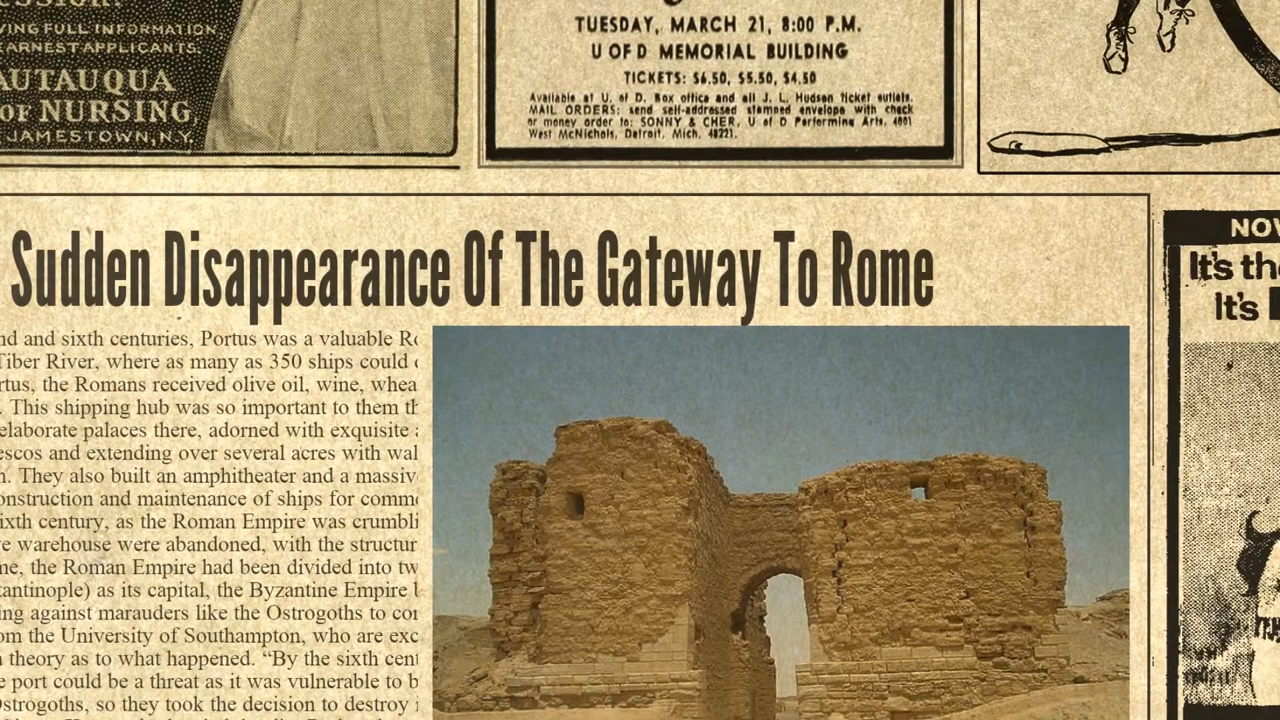 VING FULL INFORMATION
EARNEST APPLICANTS.
AUTAUQUA
OF NURSING
JAMESTOWN, N.Y.
TUESDAY, MARCH 21, 8:00 P.M.
U OF D MEMORIAL BUILDING
TICKETS: $6.50, $5.50, $4.50
Available at U. of D. Box office and all J. L. Hudson ticket outlets.
MAIL ORDERS: send self-addressed stamped envelope with check
or money order to: SONNY & CHER, U of D Performing Arts, 4001
West McNichols, Detroit, Mich. 48221.
Sudden Disappearance Of The Gateway To Rome
nd and sixth centuries, Portus was a valuable Ro
Tiber River, where as many as 350 ships could
rtus, the Romans received olive oil, wine, whea
. This shipping hub was so important to them th
elaborate palaces there, adorned with exquisite
escos and extending over several acres with wal
n. They also built an amphitheater and a massiv
onstruction and maintenance of ships for comme
ixth century, as the Roman Empire was crumbli
e warehouse were abandoned, with the structur
me, the Roman Empire had been divided into tw
tantinople) as its capital, the Byzantine Empire
ing against marauders like the Ostrogoths to con
om the University of Southampton, who are exc
theory as to what happened. “By the sixth cent
e port could be a threat as it was vulnerable to b
Ostrogoths, so they took the decision to destroy
NOV
It's the
It's